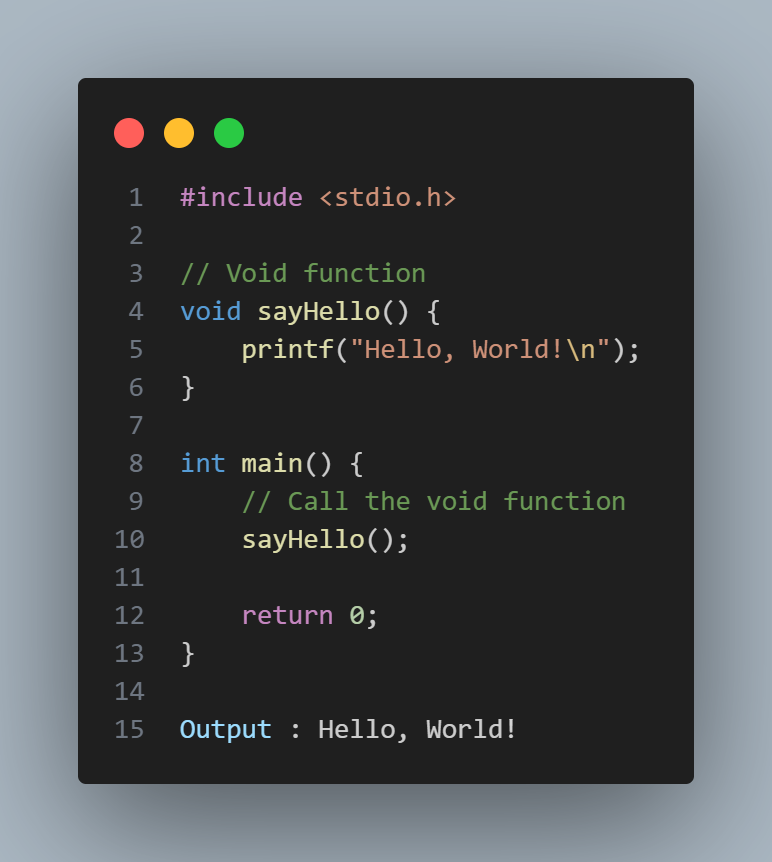 1 #include <stdio.h>
2
3 // Void function
4 void sayHello() {
5     printf("Hello, World!\n");
6 }
7
8 int main() {
9     // Call the void function
10     sayHello();
11
12     return 0;
13 }
14
15 Output : Hello, World!